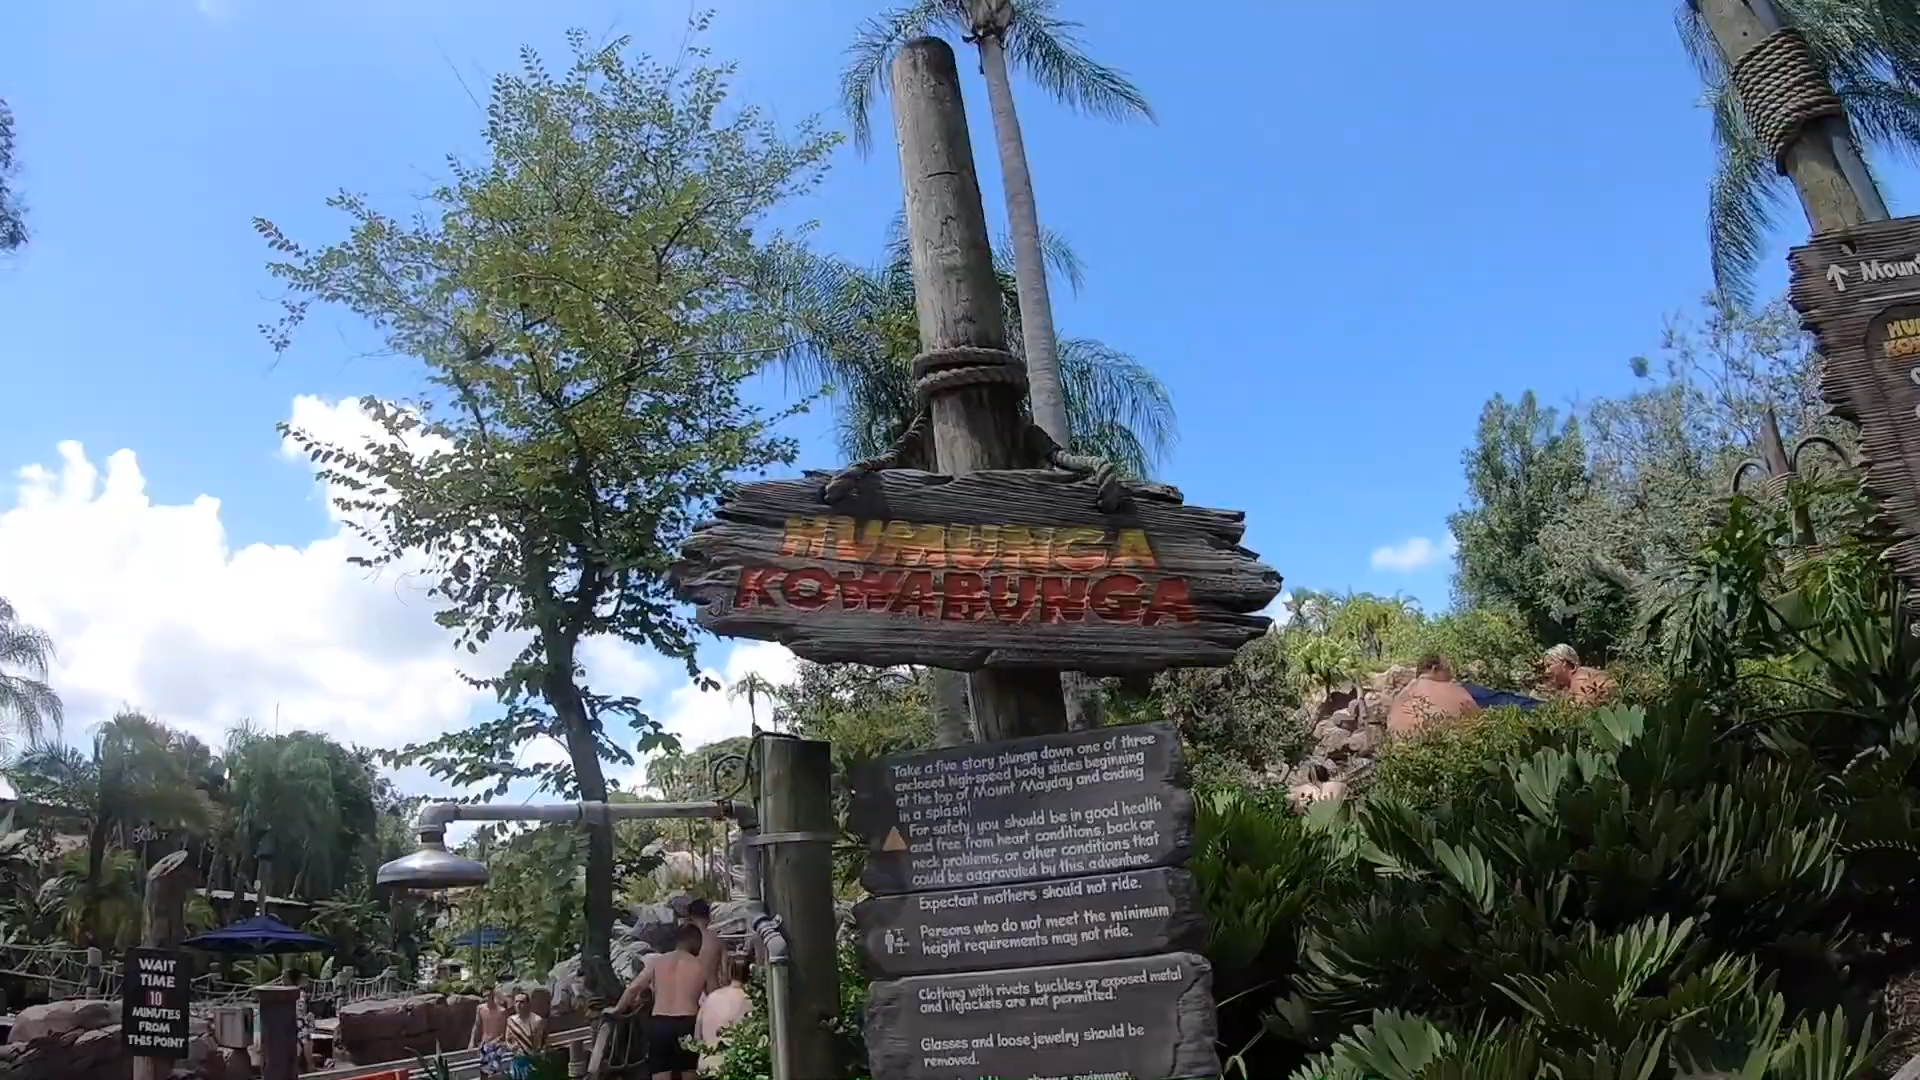 HUMUNGA
KOWABUNGA
Take a five story plunge down one of three
enclosed high-speed body slides beginning
at the top of Mount Mayday and ending
in a splash!
For safety, you should be in good health
and free from heart conditions, back or
neck problems, or other conditions that
could be aggravated by this adventure.
Expectant mothers should not ride.
Persons who do not meet the minimum
height requirements may not ride.
Clothing with rivets buckles or exposed metal
and lifejackets are not permitted.
Glasses and loose jewelry should be
removed.
strong swimmer.
WAIT
TIME
10
MINUTES
FROM
THIS POINT